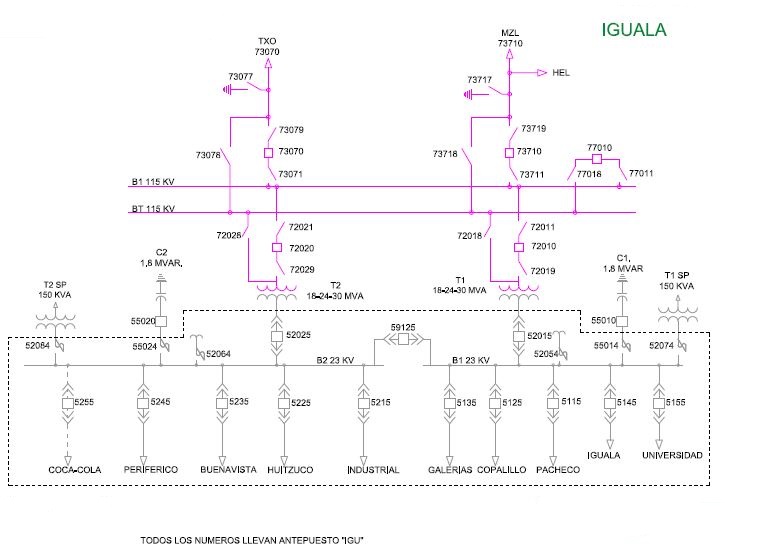 IGUALA
TXO
73070
MZL
73710
HEL
73077
73717
73079
73719
73078
73070
73718
73710
77010
73071
73711
77018
77011
B1 115 KV
BT 115 KV
72021
72011
72028
72020
72018
72010
72029
72019
C2
1,8 MVAR,
C1,
1,8 MVAR
T2 SP
150 KVA
T1 SP
150 KVA
T2
18-24-30 MVA
T1
18-24-30 MVA
55020
55010
59125
52025
52015
52084
55024
52064
52054
55014
52074
B2 23 KV
B1 23 KV
5255
5245
5235
5225
5215
5135
5125
5115
5145
5155
IGUALA
UNIVERSIDAD
COCA-COLA
PERIFERICO
BUENAVISTA
HUITZUCO
INDUSTRIAL
GALERIAS
COPALILLO
PACHECO
TODOS LOS NUMEROS LLEVAN ANTEPUESTO "IGU"